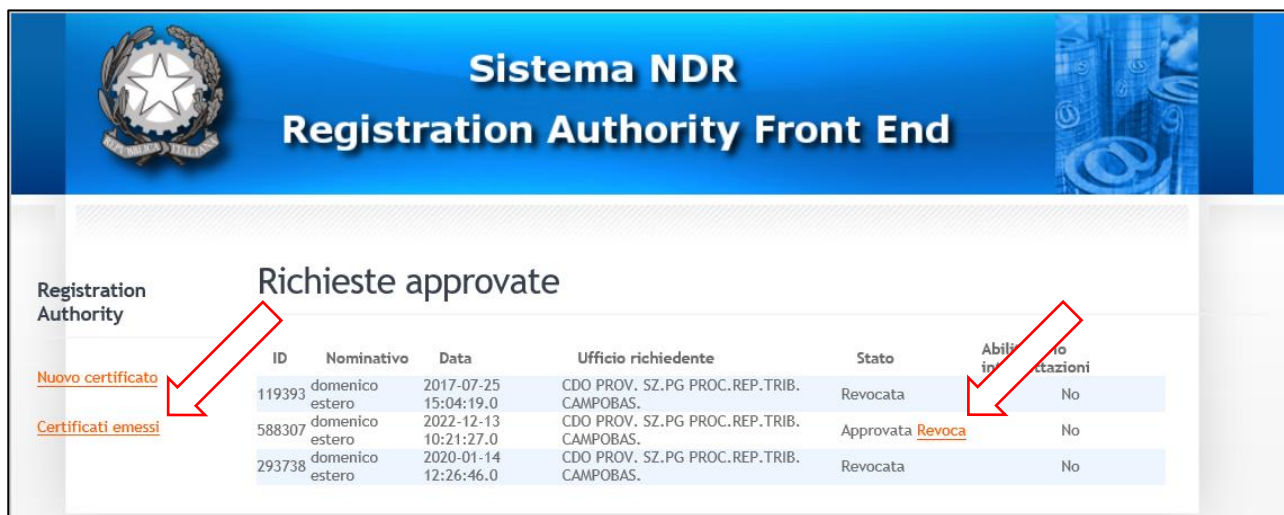 Sistema NDR
Registration Authority Front End
Richieste approvate
Registration
Authority
Nuovo certificato
Certificati emessi
ID Nominativo Data Ufficio richiedente Stato
119393 domenico estero 2017-07-25 15:04:19.0 CDO PROV. SZ.PG PROC.REP.TRIB. CAMPOBAS. Revocata No
588307 domenico estero 2022-12-13 10:21:27.0 CDO PROV. SZ.PG PROC.REP.TRIB. CAMPOBAS. Approvata Revoca No
293738 domenico estero 2020-01-14 12:26:46.0 CDO PROV. SZ.PG PROC.REP.TRIB. CAMPOBAS. Revocata No